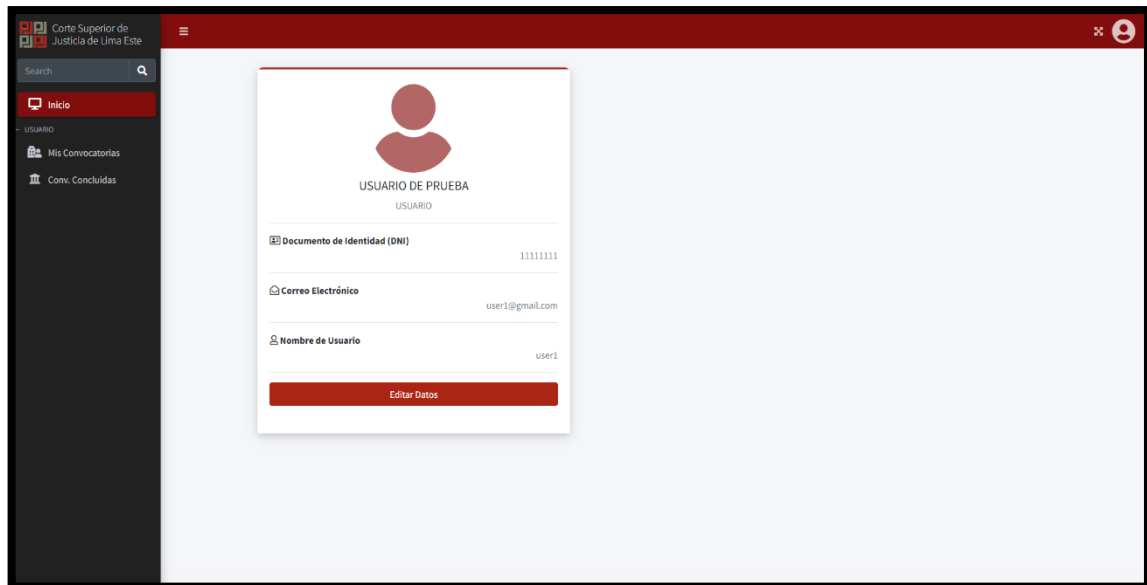 Corte Superior de
Justicia de Lima Este
Search
Inicio
- USUARIO
Mis Convocatorias
Conv. Concluidas
USUARIO DE PRUEBA
USUARIO
Documento de Identidad (DNI)
11111111
Correo Electrónico
user1@gmail.com
Nombre de Usuario
user1
Editar Datos